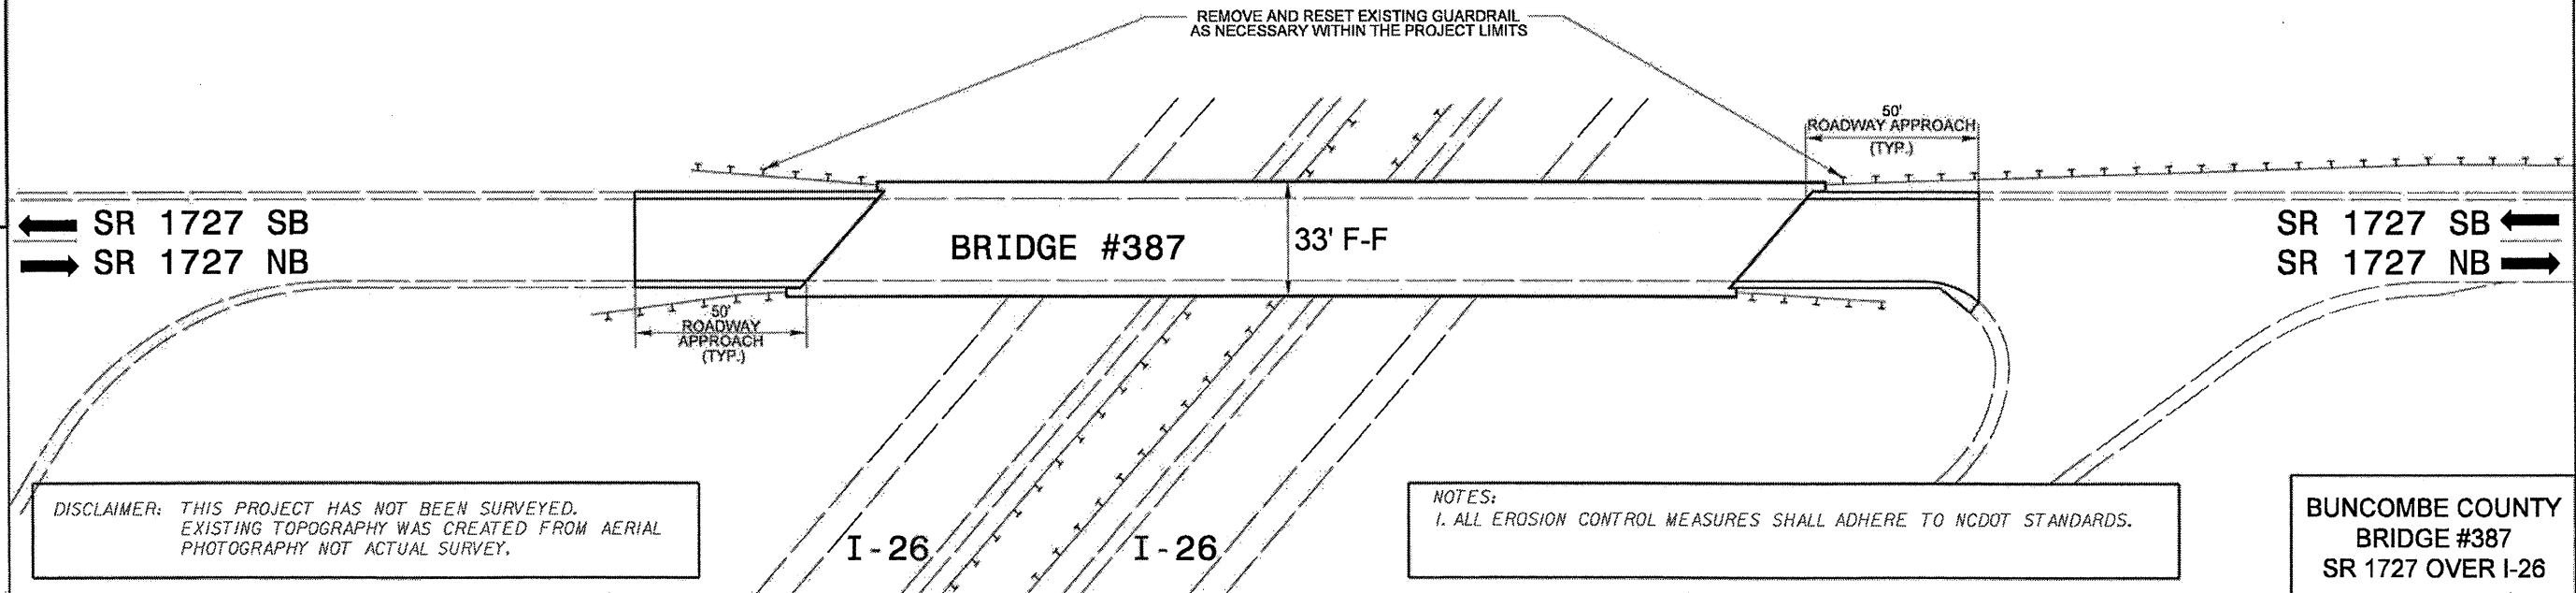 REMOVE AND RESET EXISTING GUARDRAIL
AS NECESSARY WITHIN THE PROJECT LIMITS
50'
ROADWAY APPROACH
(TYP.)
SR 1727 SB
SR 1727 NB
BRIDGE #387
33' F-F
SR 1727 SB
SR 1727 NB
50'
ROADWAY
APPROACH
(TYP.)
DISCLAIMER: THIS PROJECT HAS NOT BEEN SURVEYED.
EXISTING TOPOGRAPHY WAS CREATED FROM AERIAL
PHOTOGRAPHY NOT ACTUAL SURVEY.
I-26
I-26
NOTES:
1. ALL EROSION CONTROL MEASURES SHALL ADHERE TO NCDOT STANDARDS.
BUNCOMBE COUNTY
BRIDGE #387
SR 1727 OVER I-26